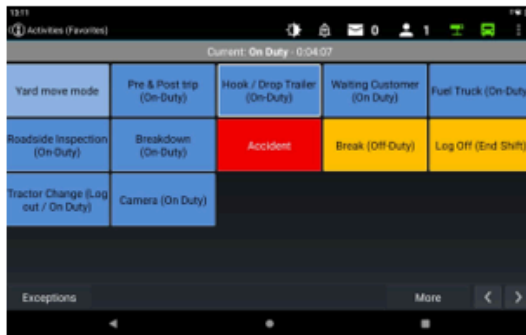 13:11
Activities (Favorites)
0
1
Current: On Duty - 0:04:07
Yard move mode
Pre & Post trip
(On-Duty)
Hook / Drop Trailer
(On-Duty)
Waiting Customer
(On Duty)
Fuel Truck (On-Duty
Roadside Inspection
(On-Duty)
Breakdown
(On-Duty)
Accident
Break (Off-Duty)
Log Off (End Shift)
Tractor Change (Log
out / On Duty)
Camera (On Duty)
Exceptions
More